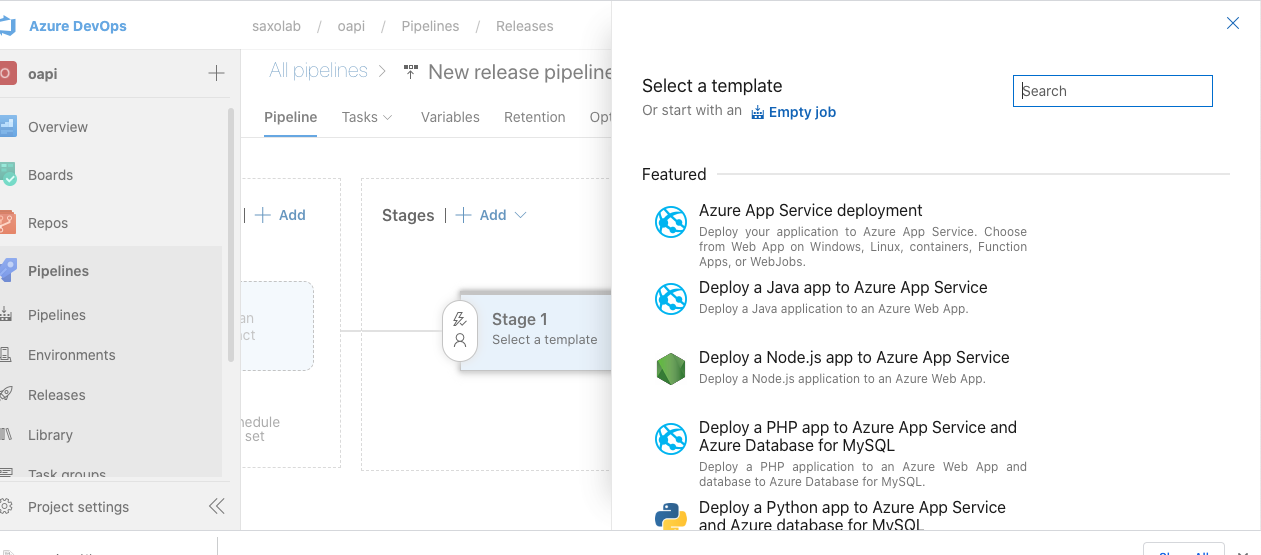 Azure DevOps
saxolab / oapi / Pipelines / Releases
oapi
Overview
Boards
Repos
Pipelines
Pipelines
Environments
Releases
Library
Task groups
Project settings
All pipelines > New release pipeline
Pipeline Tasks Variables Retention Opt
| + Add
Stages | + Add
an
ct
hedule
set
Stage 1
Select a template
Select a template
Or start with an Empty job
Search
Featured
Azure App Service deployment
Deploy your application to Azure App Service. Choose
from Web App on Windows, Linux, containers, Function
Apps, or WebJobs.
Deploy a Java app to Azure App Service
Deploy a Java application to an Azure Web App.
Deploy a Node.js app to Azure App Service
Deploy a Node.js application to an Azure Web App.
Deploy a PHP app to Azure App Service and
Azure Database for MySQL
Deploy a PHP application to an Azure Web App and
database to Azure Database for MySQL.
Deploy a Python app to Azure App Service
and Azure database for MySQL